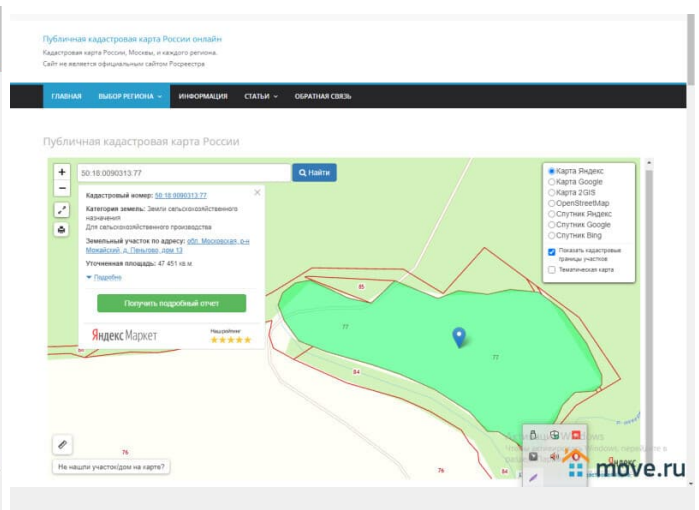 Публичная кадастровая карта России онлайн
Кадастровая карта России, Москвы, и каждого региона.
Сайт не является официальным сайтом Росреестра
ГЛАВНАЯ ВЫБОР РЕГИОНА ИНФОРМАЦИЯ СТАТЬИ ОБРАТНАЯ СВЯЗЬ
Публичная кадастровая карта России
+ 50:18:0090313:77 Найти
−
Кадастровый номер: 50:18:0090313:77
Категория земель: Земли сельскохозяйственного
назначения
Для сельскохозяйственного производства
Земельный участок по адресу: обл. Московская, р-н
Можайский, д. Пеньгово, дом 13
Уточненная площадь: 47 451 кв.м.
Подробно
Получить подробный отчет
Яндекс Маркет
Наш рейтинг
Карта Яндекс
Карта Google
Карта 2GIS
OpenStreetMap
Спутник Яндекс
Спутник Google
Спутник Bing
Показать кадастровые
границы участков
Тематическая карта
85
77
77
84
76
76
84
Не нашли участок/дом на карте?
move.ru